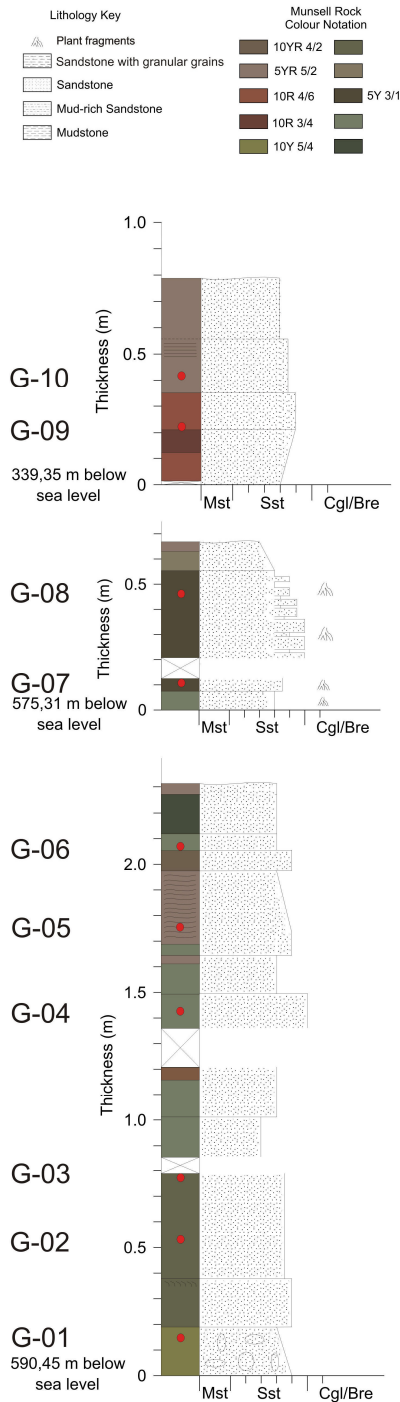 Lithology Key
Plant fragments
Sandstone with granular grains
Sandstone
Mud-rich Sandstone
Mudstone
Munsell Rock
Colour Notation
10YR 4/2
5YR 5/2
10R 4/6
5Y 3/1
10R 3/4
10Y 5/4
1.0
Thickness (m)
0.5
G-10
G-09
339,35 m below
sea level
0
Mst
Sst
Cgl/Bre
Thickness (m)
0.5
G-08
G-07
575,31 m below
sea level
0
Mst
Sst
Cgl/Bre
G-06
2.0
G-05
1.5
G-04
Thickness (m)
1.0
G-03
G-02
0.5
G-01
590,45 m below
sea level
0
Mst
Sst
Cgl/Bre